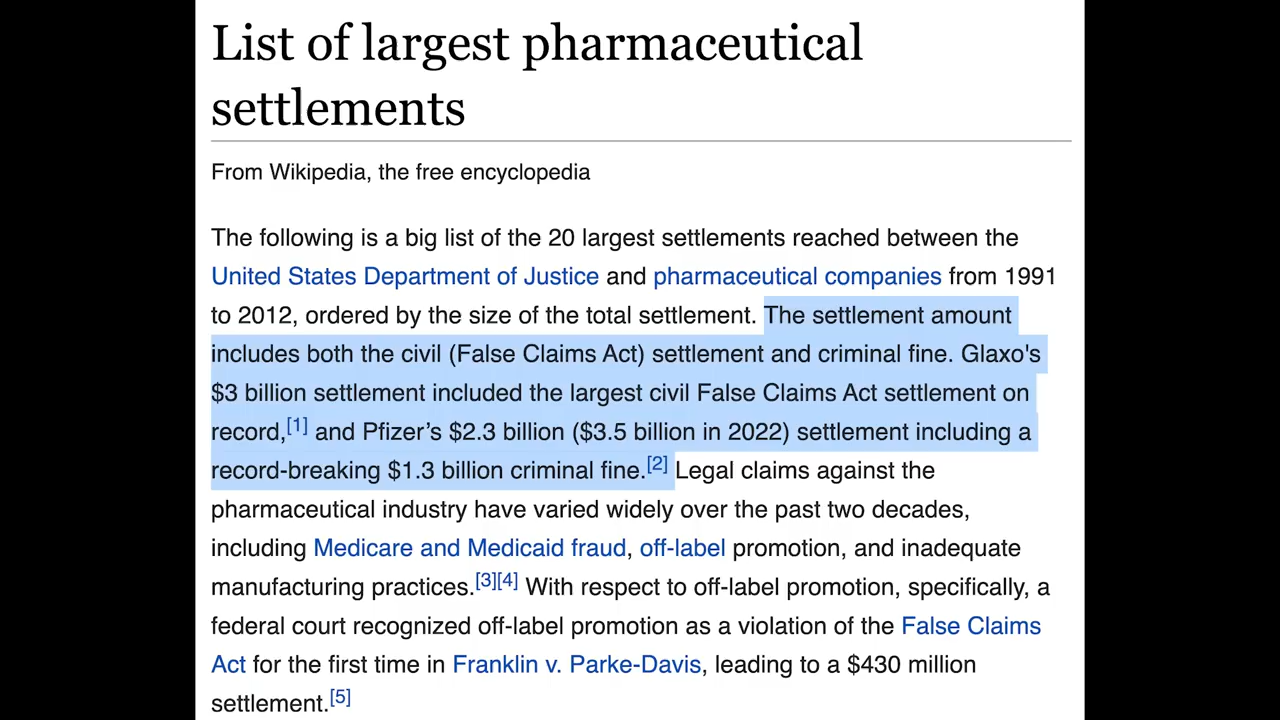 List of largest pharmaceutical
settlements
From Wikipedia, the free encyclopedia
The following is a big list of the 20 largest settlements reached between the
United States Department of Justice and pharmaceutical companies from 1991
to 2012, ordered by the size of the total settlement. The settlement amount
includes both the civil (False Claims Act) settlement and criminal fine. Glaxo's
$3 billion settlement included the largest civil False Claims Act settlement on
record,[1] and Pfizer’s $2.3 billion ($3.5 billion in 2022) settlement including a
record-breaking $1.3 billion criminal fine.[2] Legal claims against the
pharmaceutical industry have varied widely over the past two decades,
including Medicare and Medicaid fraud, off-label promotion, and inadequate
manufacturing practices.[3][4] With respect to off-label promotion, specifically, a
federal court recognized off-label promotion as a violation of the False Claims
Act for the first time in Franklin v. Parke-Davis, leading to a $430 million
settlement.[5]